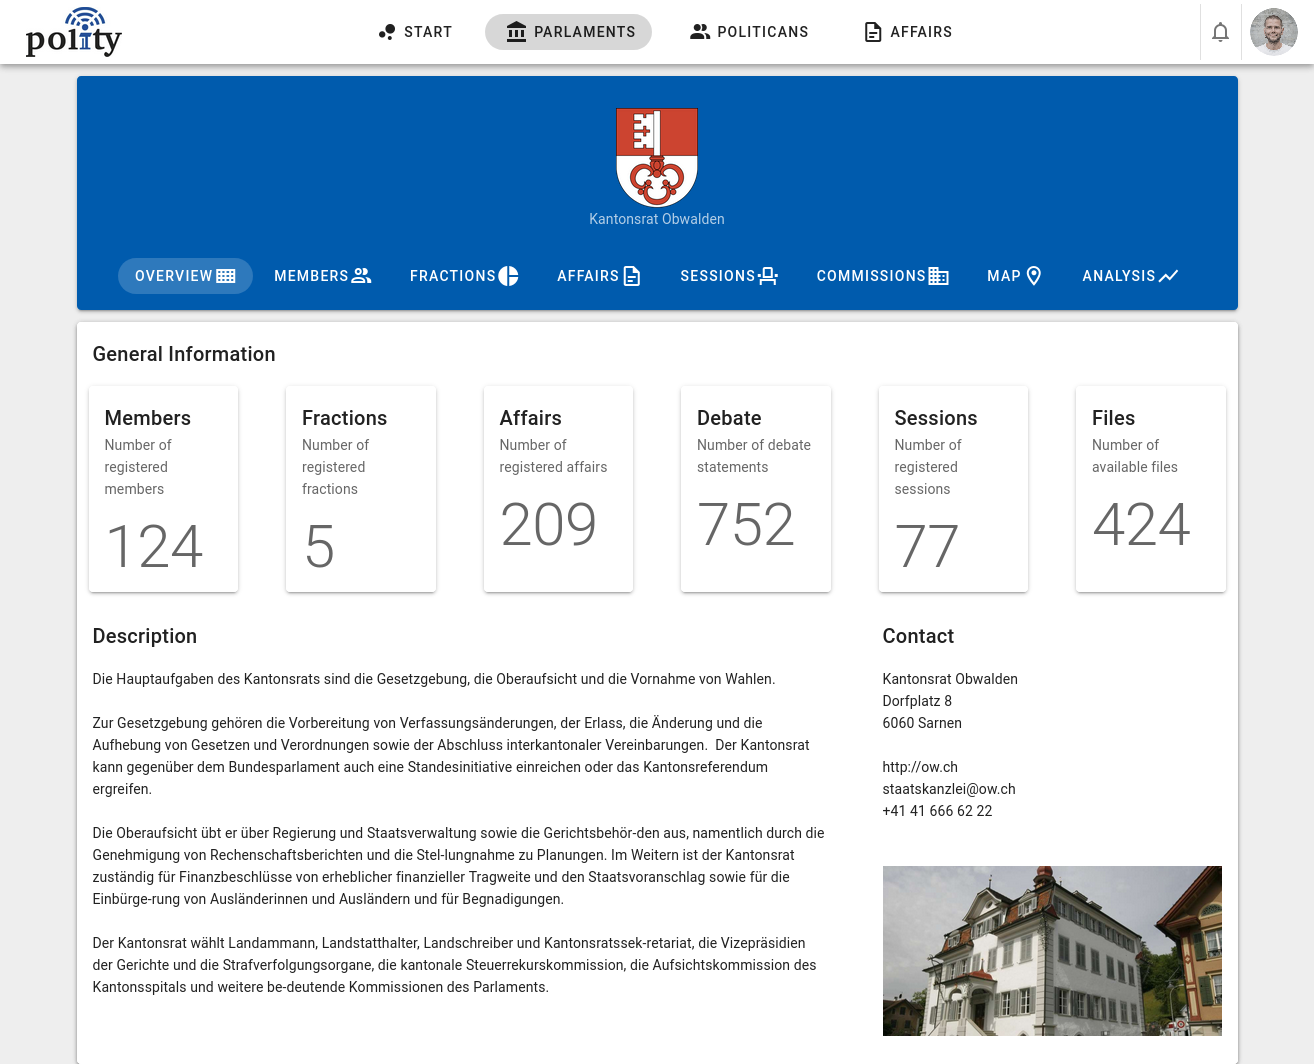 polity
START
PARLAMENTS
POLITICANS
AFFAIRS
Kantonsrat Obwalden
OVERVIEW
MEMBERS
FRACTIONS
AFFAIRS
SESSIONS
COMMISSIONS
MAP
ANALYSIS
General Information
Members
Number of
registered
members
124
Fractions
Number of
registered
fractions
5
Affairs
Number of
registered affairs
209
Debate
Number of debate
statements
752
Sessions
Number of
registered
sessions
77
Files
Number of
available files
424
Description
Die Hauptaufgaben des Kantonsrats sind die Gesetzgebung, die Oberaufsicht und die Vornahme von Wahlen.
Zur Gesetzgebung gehören die Vorbereitung von Verfassungsänderungen, der Erlass, die Änderung und die
Aufhebung von Gesetzen und Verordnungen sowie der Abschluss interkantonaler Vereinbarungen.  Der Kantonsrat
kann gegenüber dem Bundesparlament auch eine Standesinitiative einreichen oder das Kantonsreferendum
ergreifen.
Die Oberaufsicht übt er über Regierung und Staatsverwaltung sowie die Gerichtsbehör-den aus, namentlich durch die
Genehmigung von Rechenschaftsberichten und die Stel-lungnahme zu Planungen. Im Weitern ist der Kantonsrat
zuständig für Finanzbeschlüsse von erheblicher finanzieller Tragweite und den Staatsvoranschlag sowie für die
Einbürge-rung von Ausländerinnen und Ausländern und für Begnadigungen.
Der Kantonsrat wählt Landammann, Landstatthalter, Landschreiber und Kantonsratssek-retariat, die Vizepräsidien
der Gerichte und die Strafverfolgungsorgane, die kantonale Steuerrekurskommission, die Aufsichtskommission des
Kantonsspitals und weitere be-deutende Kommissionen des Parlaments.
Contact
Kantonsrat Obwalden
Dorfplatz 8
6060 Sarnen
http://ow.ch
staatskanzlei@ow.ch
+41 41 666 62 22